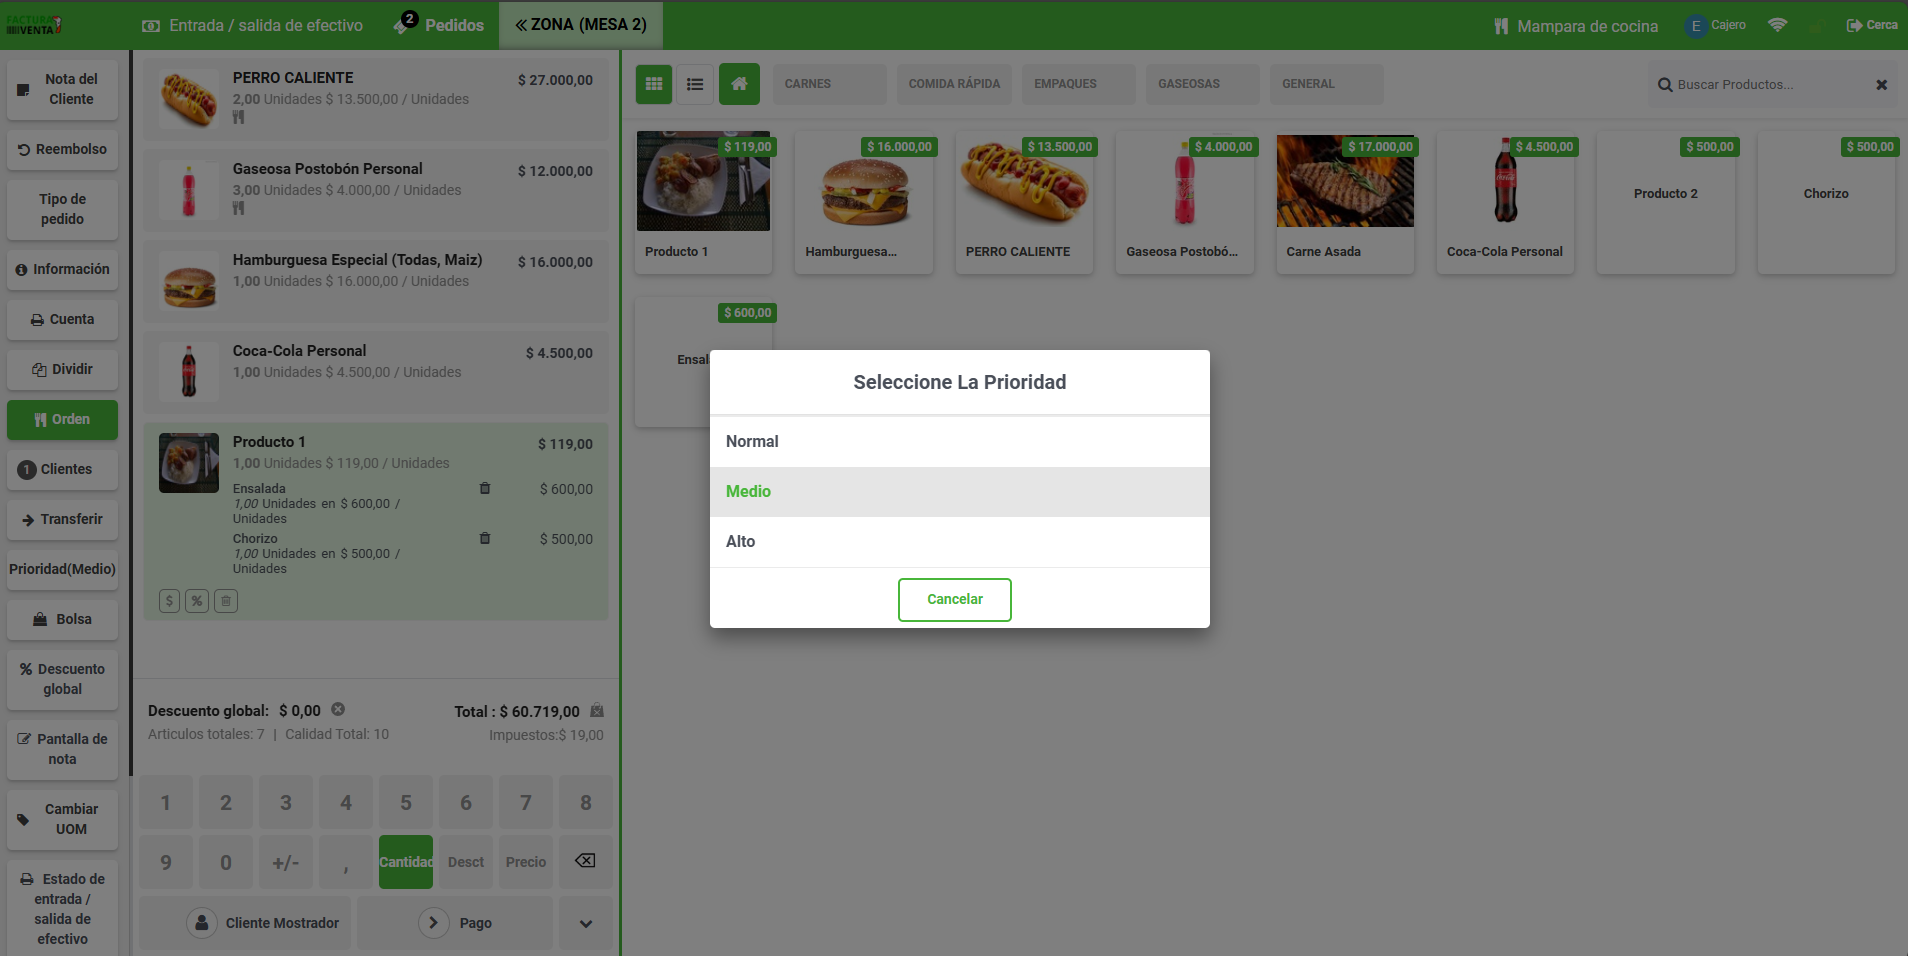 FACTURA
VENTA
Entrada / salida de efectivo
2
Pedidos
ZONA (MESA 2)
Mampara de cocina
E
Cajero
Cerca
Nota del
Cliente
Reembolso
Tipo de
pedido
Información
Cuenta
Dividir
Orden
1
Clientes
Transferir
Prioridad(Medio)
Bolsa
Descuento
global
Pantalla de
nota
Cambiar
UOM
Estado de
entrada /
salida de
efectivo
PERRO CALIENTE
$ 27.000,00
2,00 Unidades $ 13.500,00 / Unidades
Gaseosa Postobón Personal
$ 12.000,00
3,00 Unidades $ 4.000,00 / Unidades
Hamburguesa Especial (Todas, Maiz)
$ 16.000,00
1,00 Unidades $ 16.000,00 / Unidades
Coca-Cola Personal
$ 4.500,00
1,00 Unidades $ 4.500,00 / Unidades
Producto 1
$ 119,00
1,00 Unidades $ 119,00 / Unidades
Ensalada
$ 600,00
1,00 Unidades en $ 600,00 /
Unidades
Chorizo
$ 500,00
1,00 Unidades en $ 500,00 /
Unidades
$
%
Descuento global: $ 0,00
Total : $ 60.719,00
Articulos totales: 7 | Calidad Total: 10
Impuestos:$ 19,00
1 2 3 4 5 6 7 8
9 0 +/- , Cantidad Desct Precio
Cliente Mostrador
Pago
CARNES
COMIDA RÁPIDA
EMPAQUES
GASEOSAS
GENERAL
Buscar Productos...
$ 119,00
Producto 1
$ 16.000,00
Hamburguesa...
$ 13.500,00
PERRO CALIENTE
$ 4.000,00
Gaseosa Postobó...
$ 17.000,00
Carne Asada
$ 4.500,00
Coca-Cola Personal
$ 500,00
Producto 2
$ 500,00
Chorizo
$ 600,00
Ensal
Seleccione La Prioridad
Normal
Medio
Alto
Cancelar